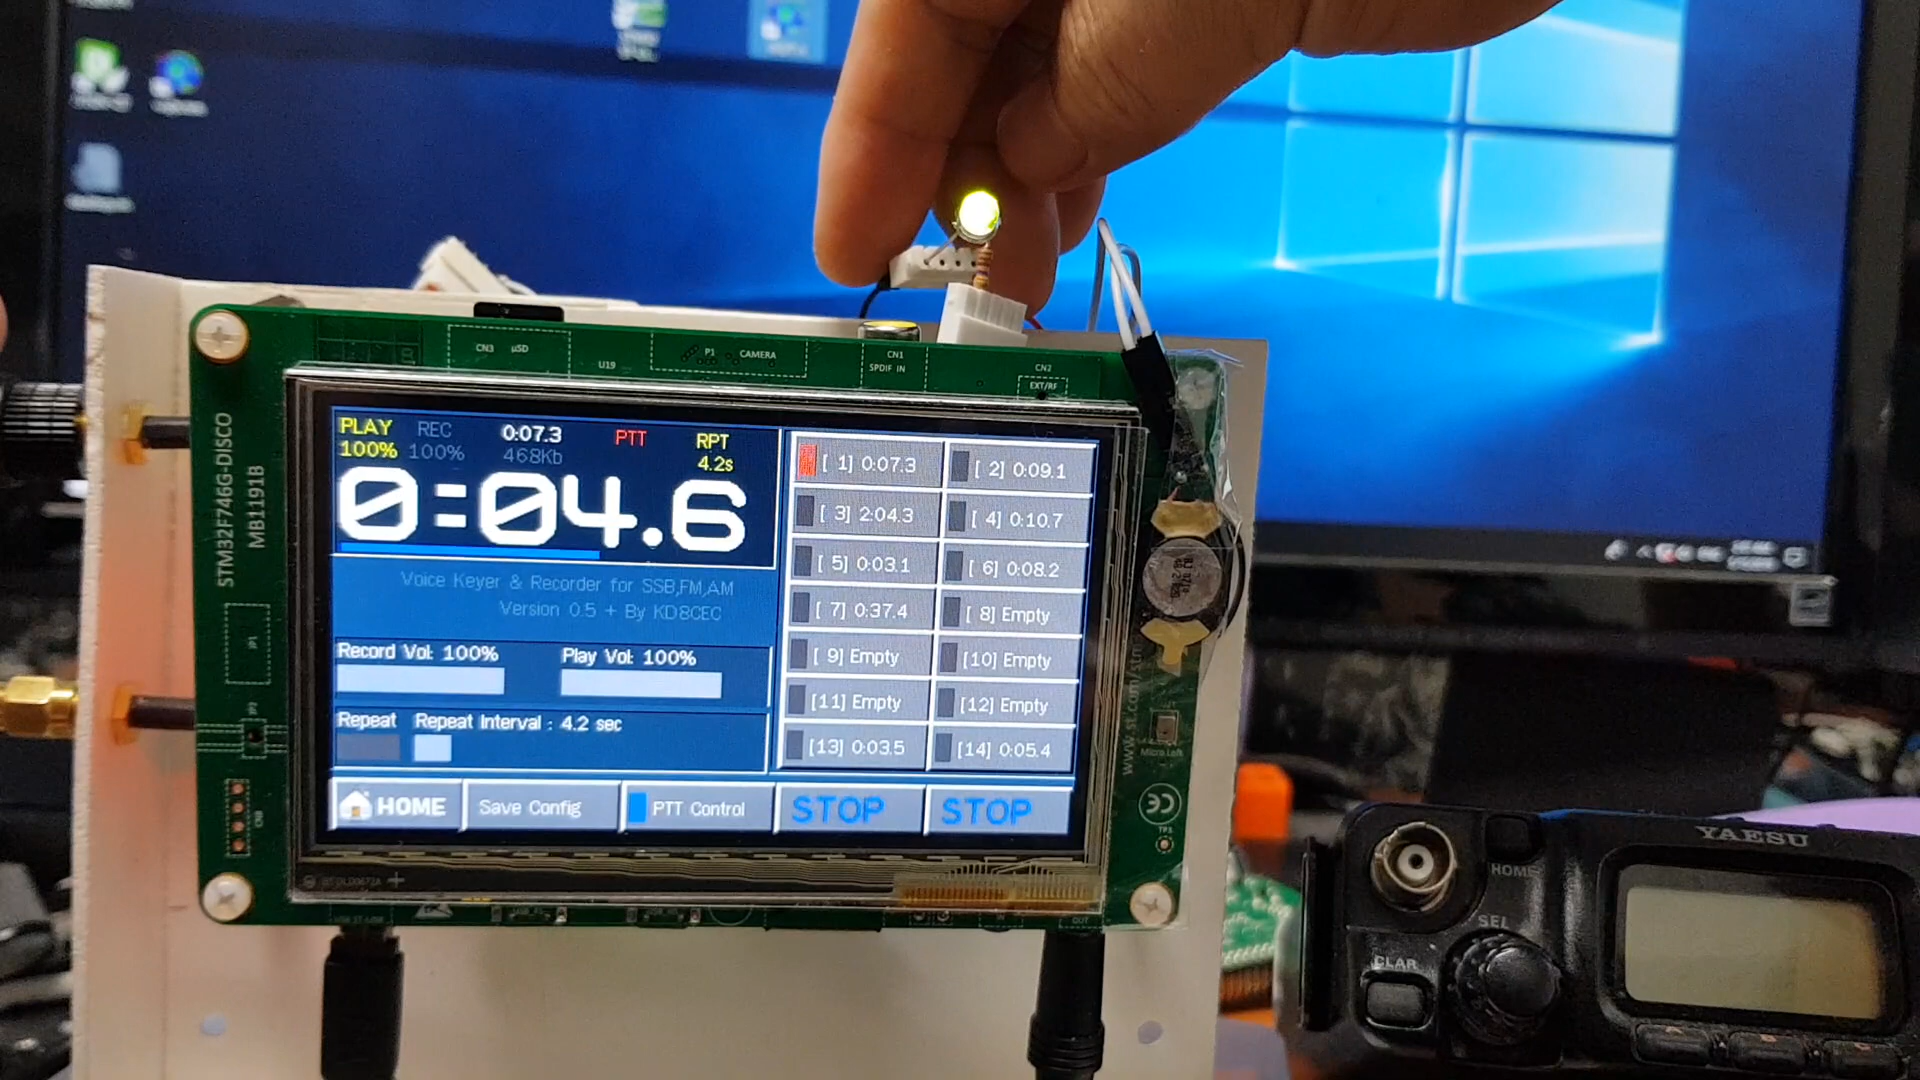 CN3 µSD
U19
P1 CAMERA
CN1
SPDIF IN
CN2
EXT/RF
STM32F746G-DISCO
MB1191B
PLAY
100%
REC
100%
0:07.3
468Kb
PTT
RPT
4.2s
0:04.6
Voice Keyer & Recorder for SSB,FM,AM
Version 0.5 + By KD8CEC
Record Vol: 100%
Play Vol: 100%
Repeat
Repeat Interval : 4.2 sec
[ 1] 0:07.3
[ 2] 0:09.1
[ 3] 2:04.3
[ 4] 0:10.7
[ 5] 0:03.1
[ 6] 0:08.2
[ 7] 0:37.4
[ 8] Empty
[ 9] Empty
[10] Empty
[11] Empty
[12] Empty
[13] 0:03.5
[14] 0:05.4
HOME
Save Config
PTT Control
STOP
STOP
CE
TP3
YAESU
HOME
SEL
CLAR